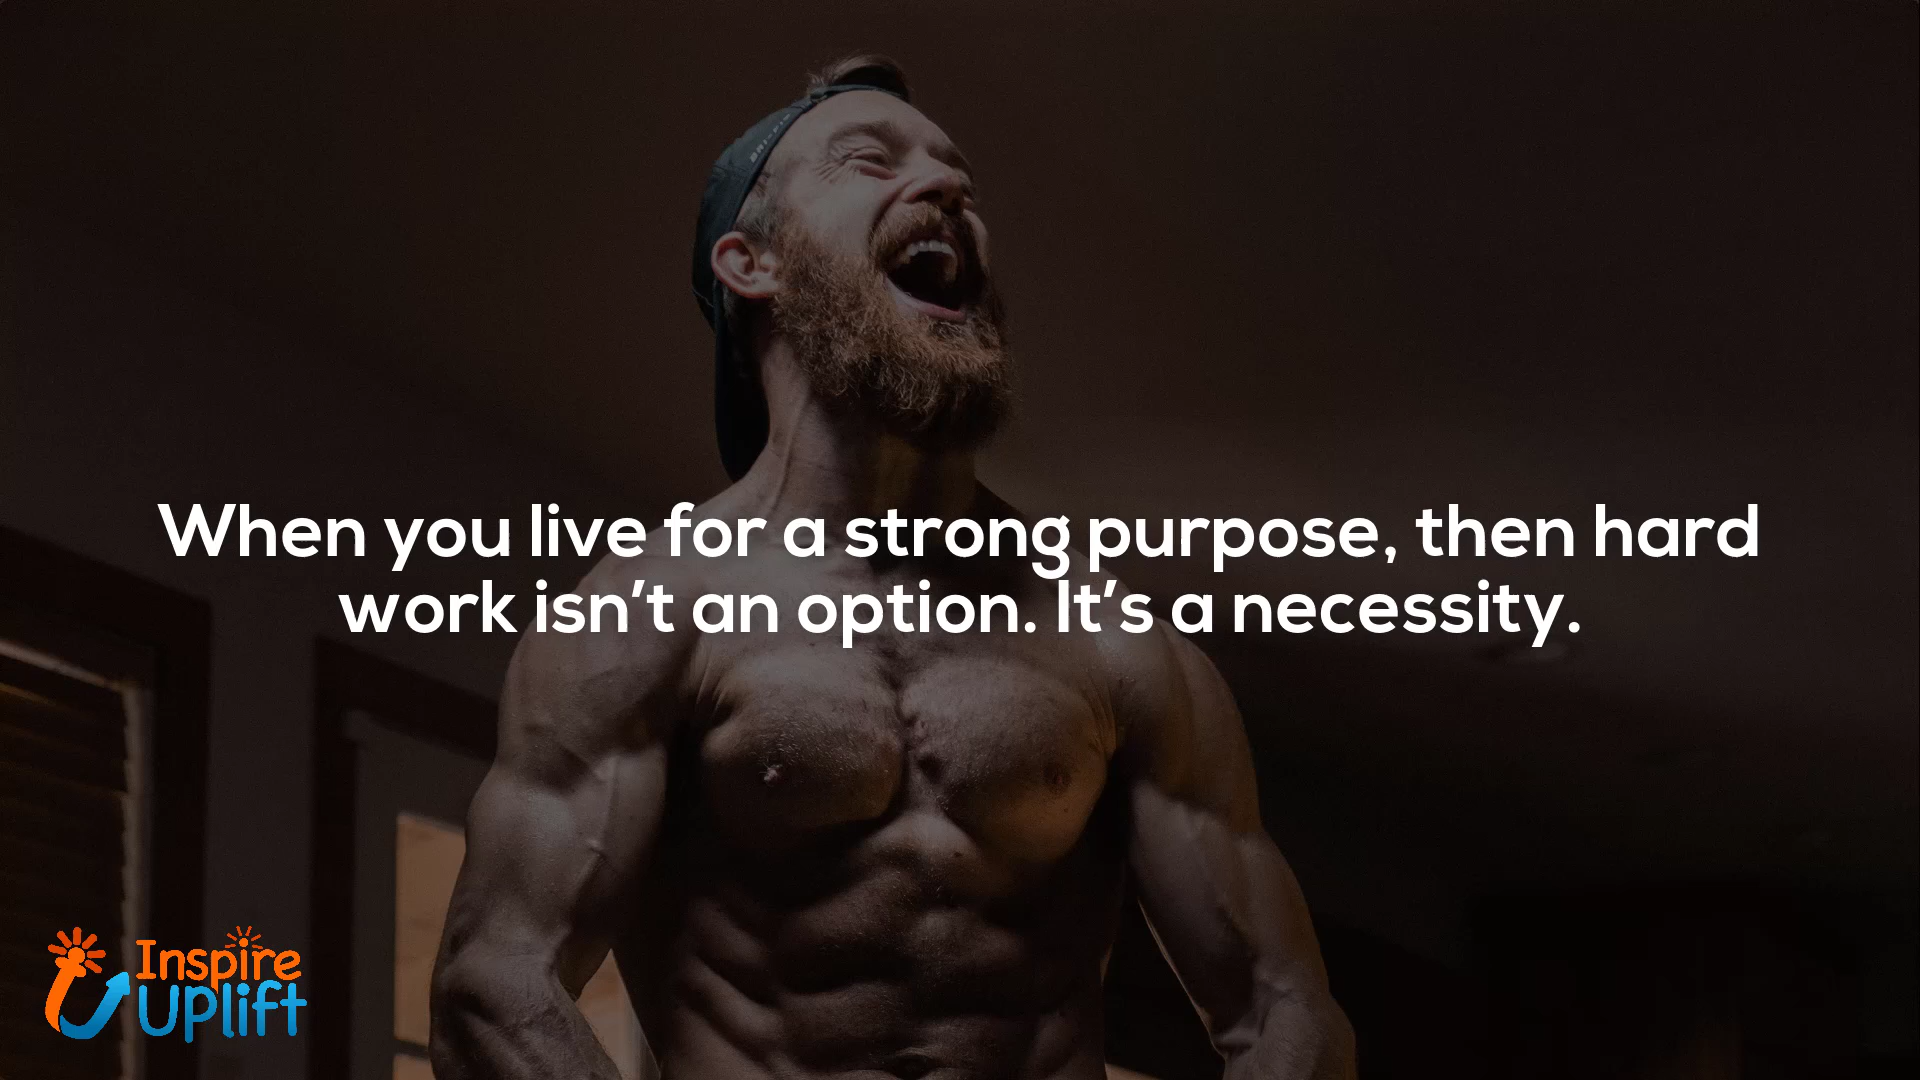 When you live for a strong purpose, then hard
work isn't an option. It's a necessity.
Inspire
Uplift